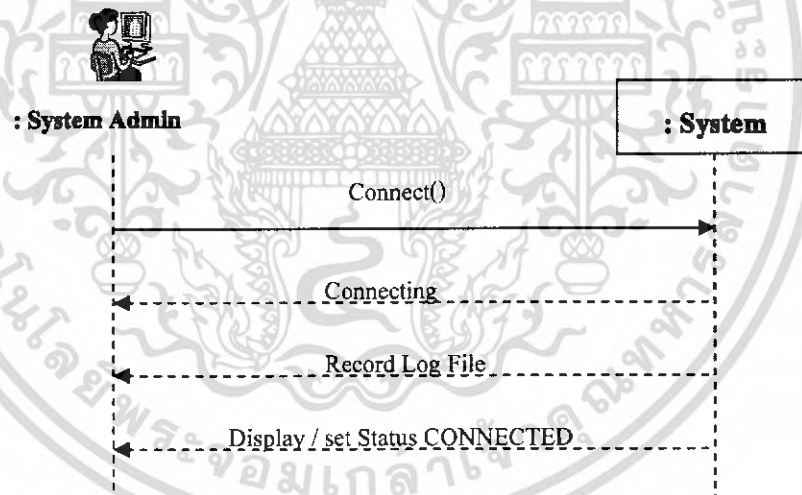 : System Admin
: System
Connect()
Connecting
Record Log File
Display / set Status CONNECTED